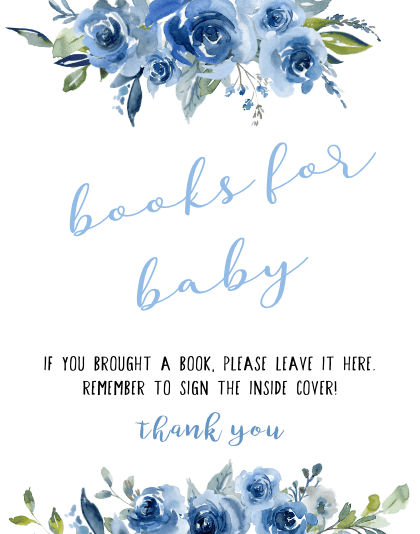 books for
baby
IF YOU BROUGHT A BOOK, PLEASE LEAVE IT HERE.
REMEMBER TO SIGN THE INSIDE COVER!
thank you